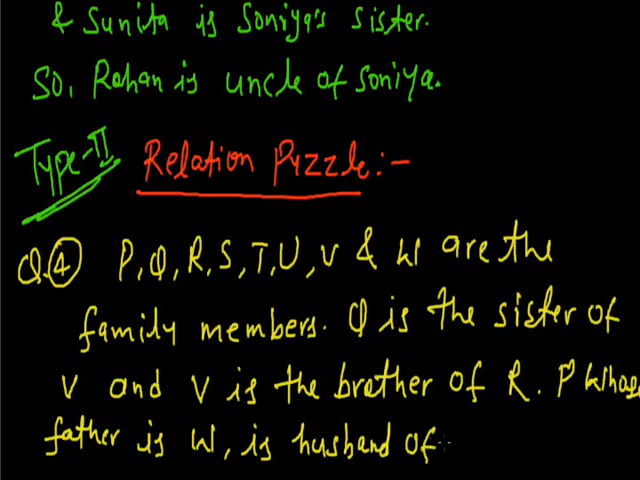 & Sunita is Soniya's sister.
So, Rohan is uncle of Soniya.
Type-II Relation Puzzle:-
Q.④ P, Q, R, S, T, U, V & W are the
family members. Q is the sister of
V and V is the brother of R. P whose
father is W, is husband of